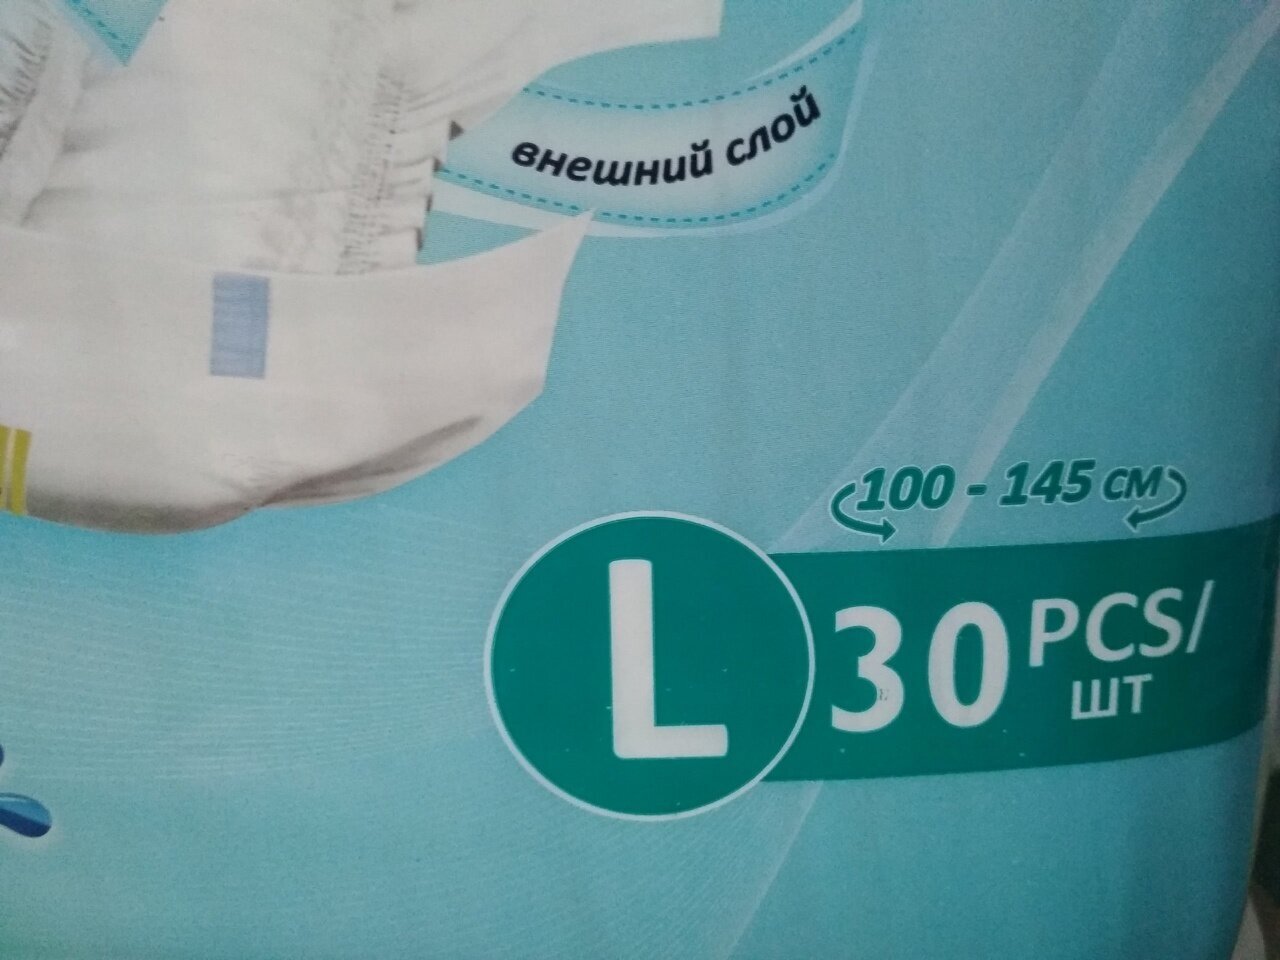 внешний слой
100 - 145 см
L
30 PCS/
шт